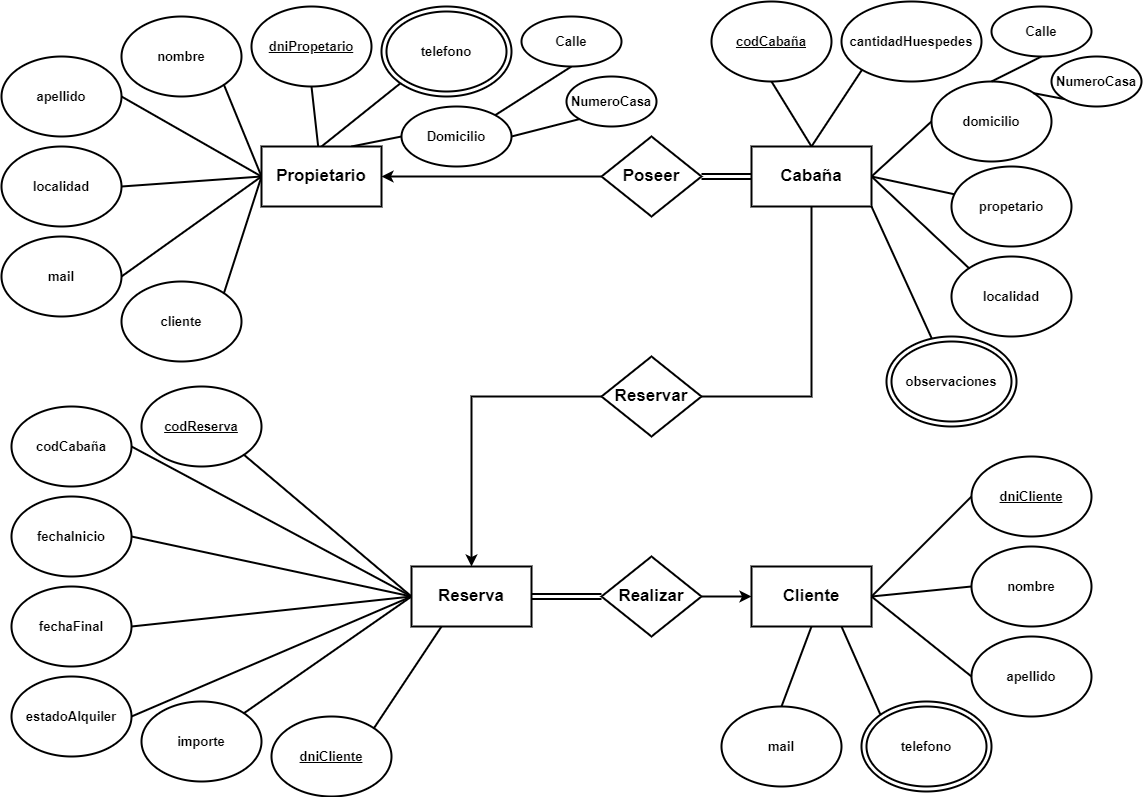 dniPropetario
telefono
nombre
Calle
apellido
NumeroCasa
Domicilio
localidad
Propietario
mail
cliente
Poseer
codCabaña
cantidadHuespedes
Calle
NumeroCasa
domicilio
Cabaña
propetario
localidad
observaciones
Reservar
codReserva
codCabaña
fechaInicio
fechaFinal
estadoAlquiler
importe
dniCliente
Reserva
Realizar
Cliente
dniCliente
nombre
apellido
mail
telefono